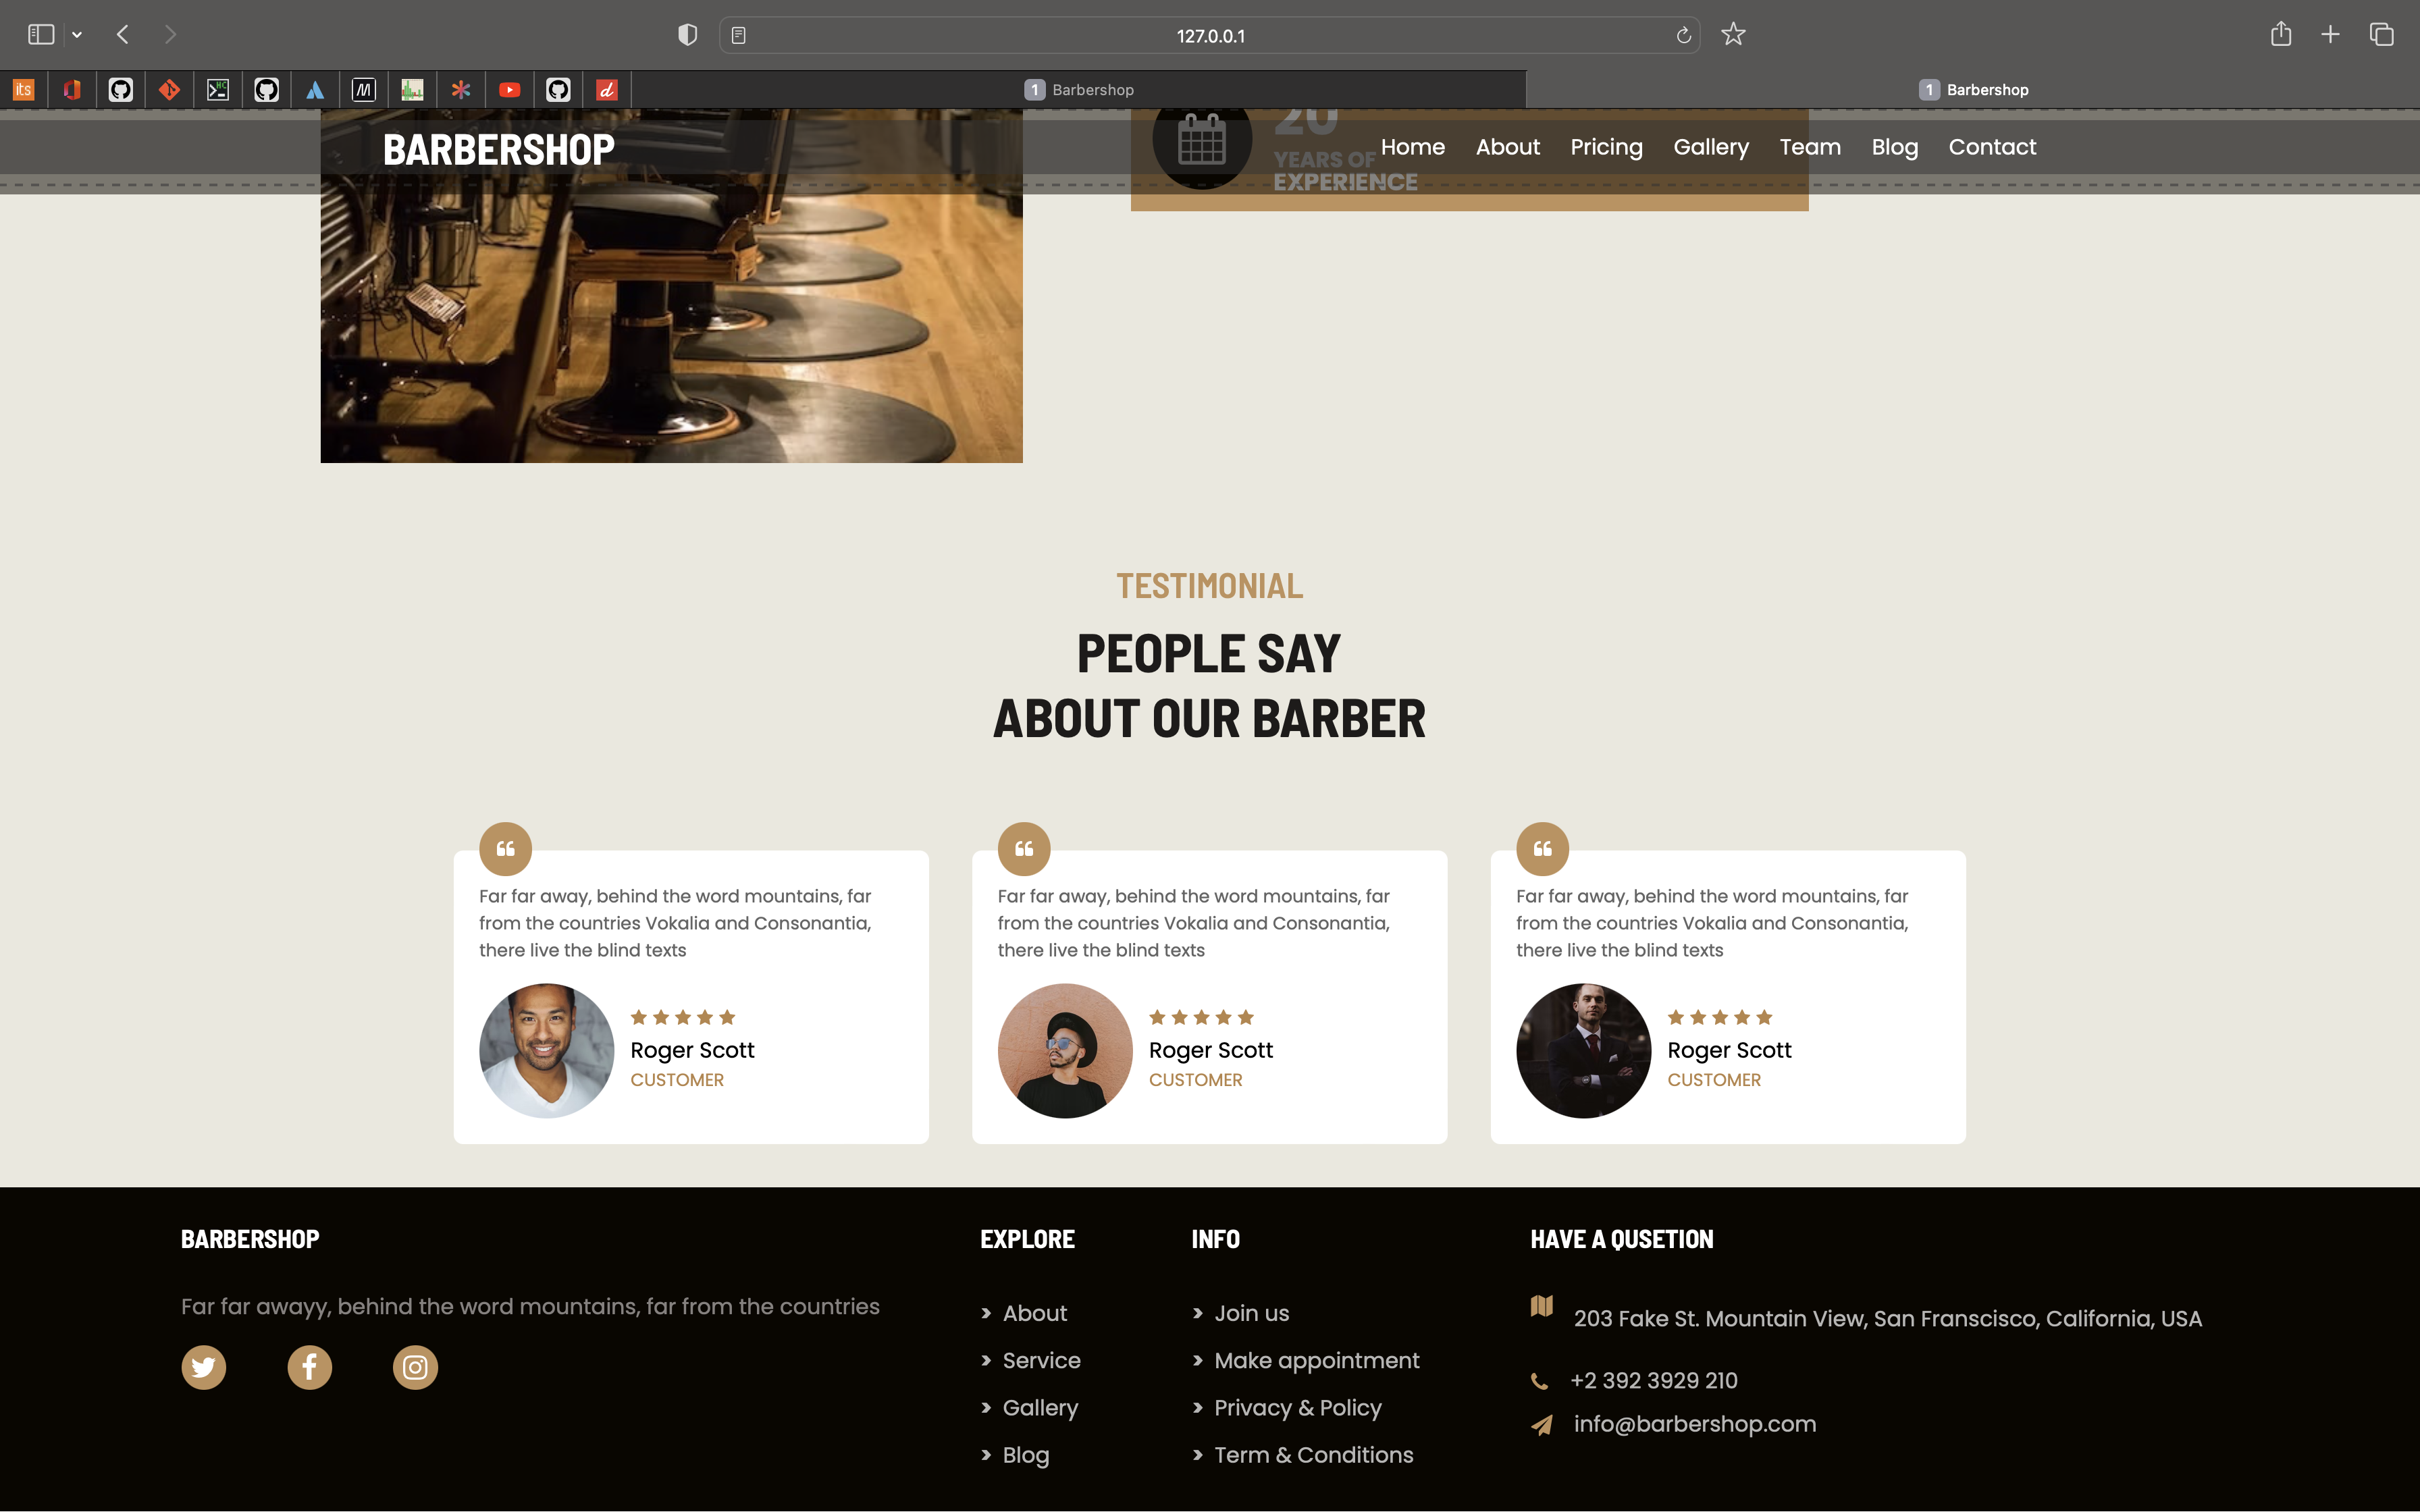 127.0.0.1
its
HC
M
d
1 Barbershop
1 Barbershop
BARBERSHOP
Home About Pricing Gallery Team Blog Contact
20
YEARS OF
EXPERIENCE
TESTIMONIAL
PEOPLE SAY
ABOUT OUR BARBER
Far far away, behind the word mountains, far
from the countries Vokalia and Consonantia,
there live the blind texts
Roger Scott
CUSTOMER
Far far away, behind the word mountains, far
from the countries Vokalia and Consonantia,
there live the blind texts
Roger Scott
CUSTOMER
Far far away, behind the word mountains, far
from the countries Vokalia and Consonantia,
there live the blind texts
Roger Scott
CUSTOMER
BARBERSHOP
Far far awayy, behind the word mountains, far from the countries
EXPLORE
About
Service
Gallery
Blog
INFO
Join us
Make appointment
Privacy & Policy
Term & Conditions
HAVE A QUSETION
203 Fake St. Mountain View, San Franscisco, California, USA
+2 392 3929 210
info@barbershop.com